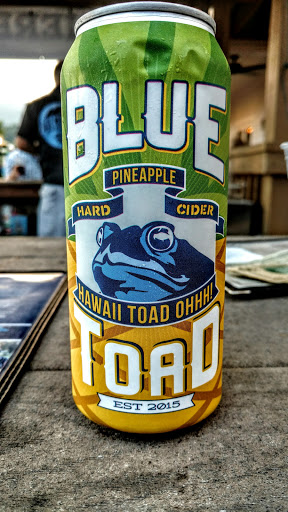 BLUE
PINEAPPLE
HARD CIDER
HAWAII TOAD OHHH!
TOAD
EST 2015